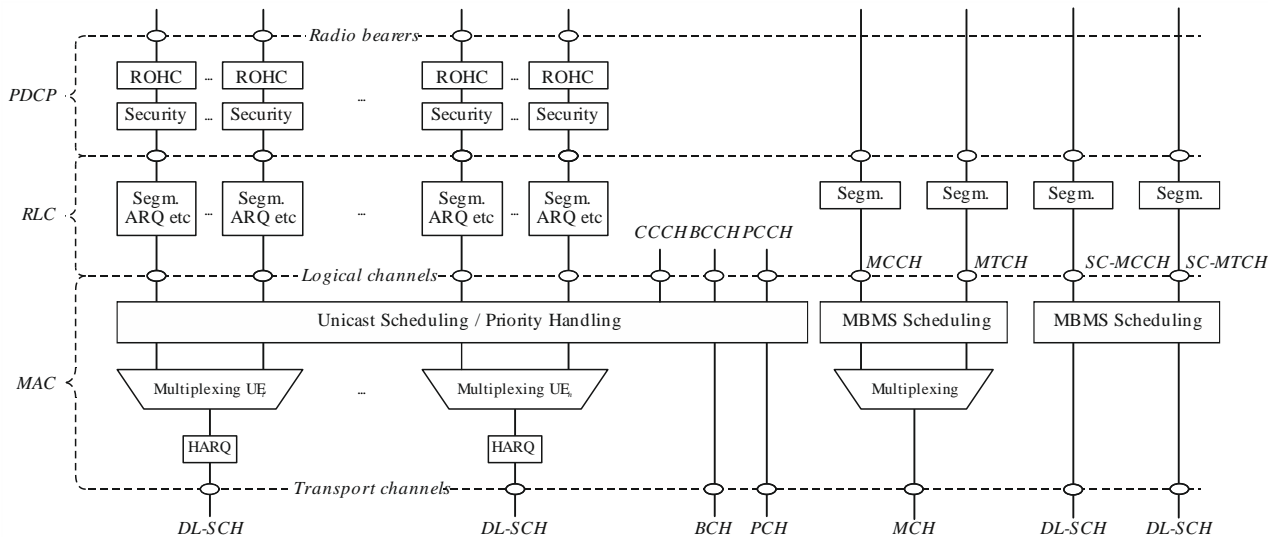 Radio bearers
ROHC ... ROHC ROHC ... ROHC
PDCP
...
Security ... Security Security ... Security
Segm. ARQ etc ... Segm. ARQ etc ... Segm. ARQ etc ... Segm. ARQ etc Segm. Segm. Segm. Segm.
RLC
CCCH BCCH PCCH
Logical channels MCCH MTCH SC-MCCH SC-MTCH
Unicast Scheduling / Priority Handling MBMS Scheduling MBMS Scheduling
MAC
Multiplexing UE ... Multiplexing UEn Multiplexing
HARQ HARQ
Transport channels
DL-SCH DL-SCH BCH PCH MCH DL-SCH DL-SCH